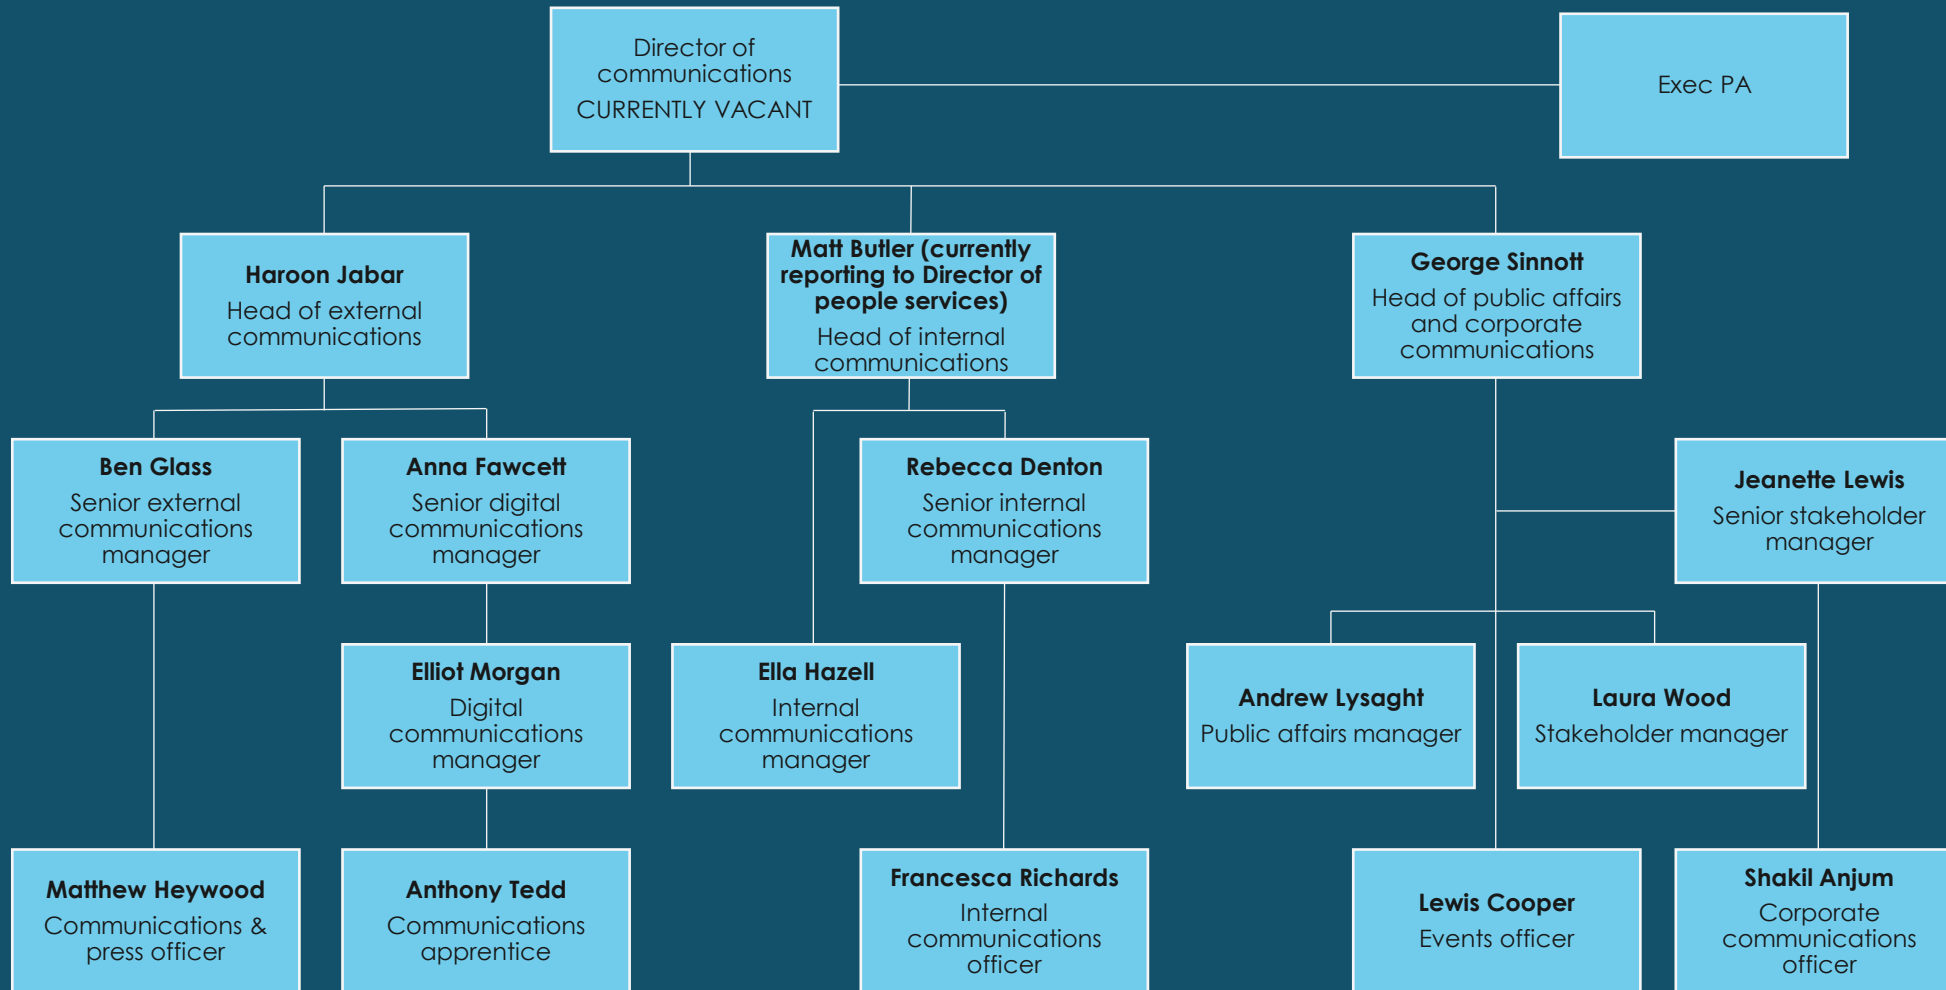 Director of
communications
CURRENTLY VACANT
Exec PA
Haroon Jabar
Head of external
communications
Matt Butler (currently
reporting to Director of
people services)
Head of internal
communications
George Sinnott
Head of public affairs
and corporate
communications
Ben Glass
Senior external
communications
manager
Anna Fawcett
Senior digital
communications
manager
Rebecca Denton
Senior internal
communications
manager
Jeanette Lewis
Senior stakeholder
manager
Elliot Morgan
Digital
communications
manager
Ella Hazell
Internal
communications
manager
Andrew Lysaght
Public affairs manager
Laura Wood
Stakeholder manager
Matthew Heywood
Communications &
press officer
Anthony Tedd
Communications
apprentice
Francesca Richards
Internal
communications
officer
Lewis Cooper
Events officer
Shakil Anjum
Corporate
communications
officer